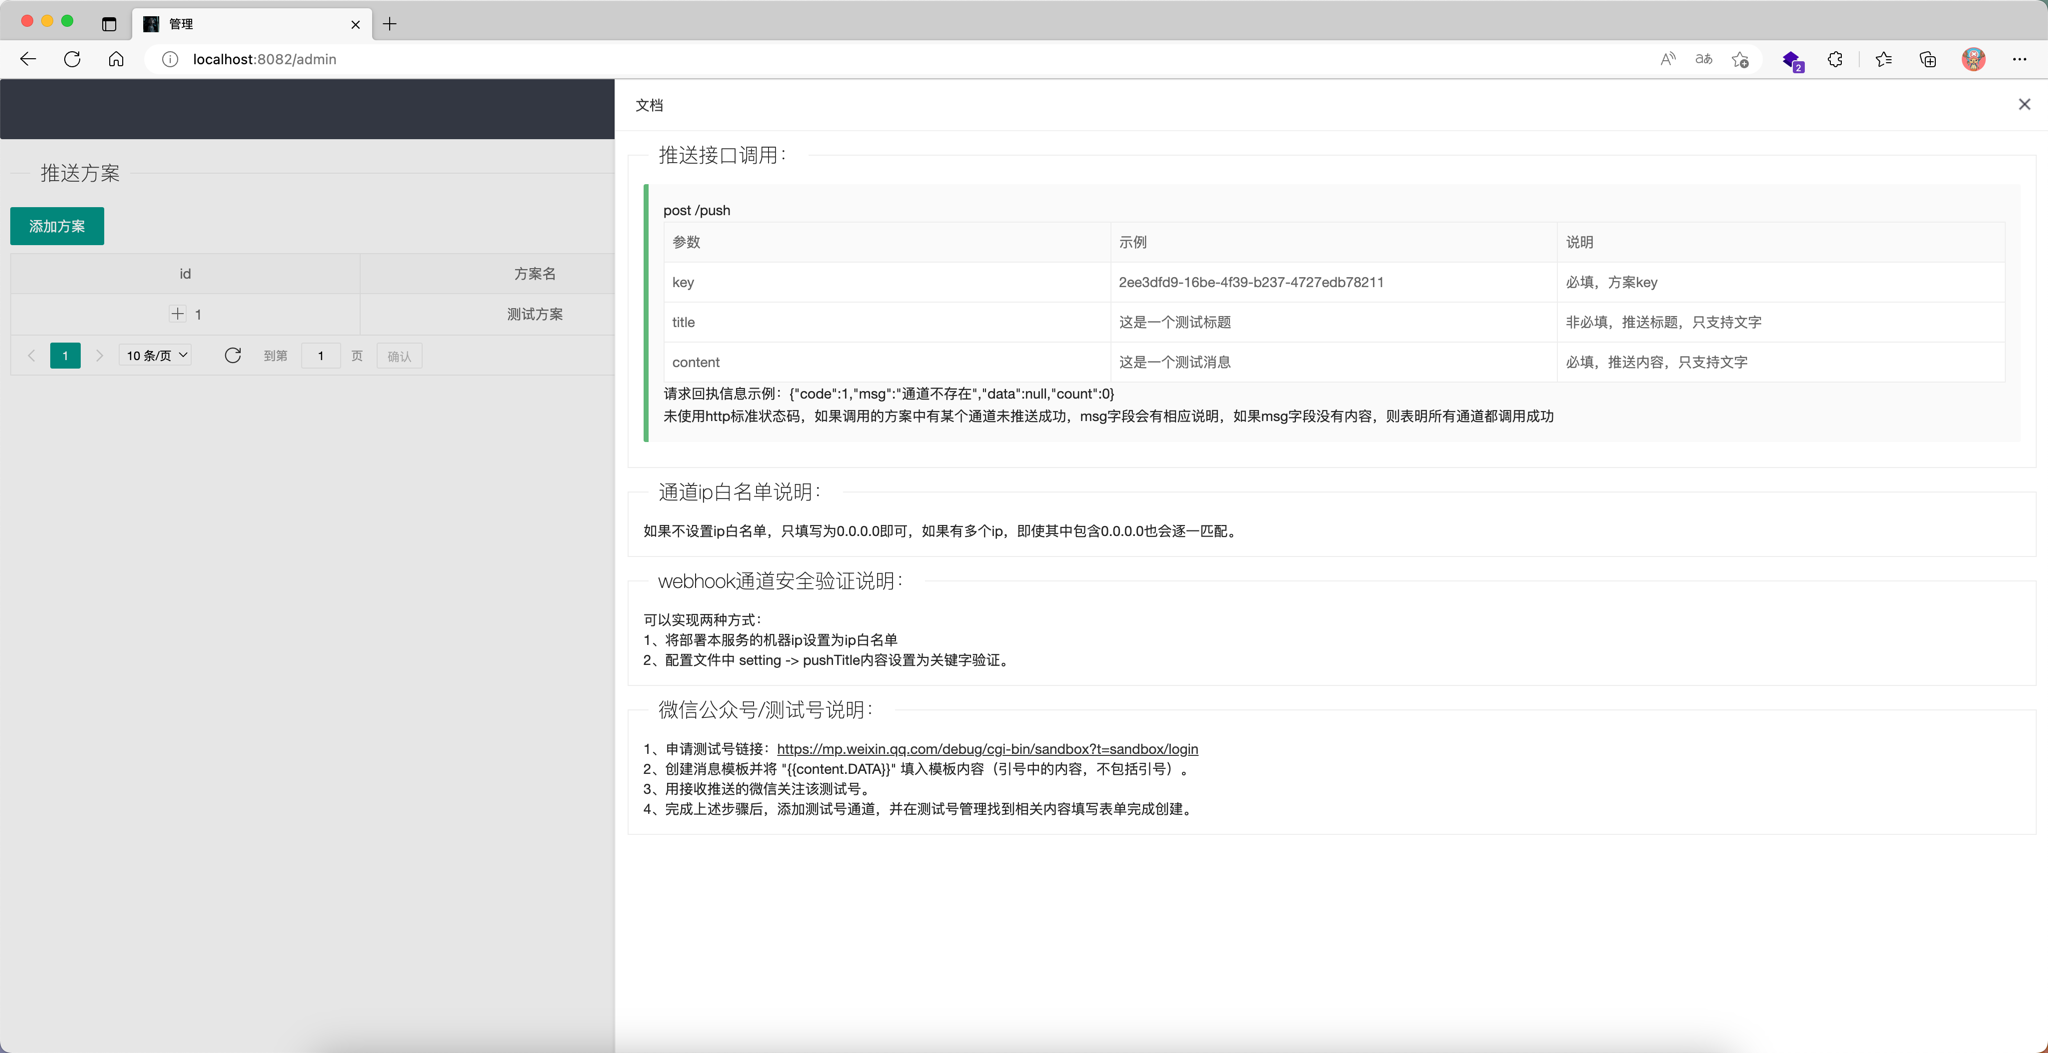 管理
localhost:8082/admin
2
推送方案
添加方案
id 方案名
1 测试方案
1 10 条/页 到第 1 页 确认
文档
推送接口调用：
post /push
参数 示例 说明
key 2ee3dfd9-16be-4f39-b237-4727edb78211 必填，方案key
title 这是一个测试标题 非必填，推送标题，只支持文字
content 这是一个测试消息 必填，推送内容，只支持文字
请求回执信息示例：{"code":1,"msg":"通道不存在","data":null,"count":0}
未使用http标准状态码，如果调用的方案中有某个通道未推送成功，msg字段会有相应说明，如果msg字段没有内容，则表明所有通道都调用成功
通道ip白名单说明：
如果不设置ip白名单，只填写为0.0.0.0即可，如果有多个ip，即使其中包含0.0.0.0也会逐一匹配。
webhook通道安全验证说明：
可以实现两种方式：
1、将部署本服务的机器ip设置为ip白名单
2、配置文件中 setting -> pushTitle内容设置为关键字验证。
微信公众号/测试号说明：
1、申请测试号链接：https://mp.weixin.qq.com/debug/cgi-bin/sandbox?t=sandbox/login
2、创建消息模板并将 "{{content.DATA}}" 填入模板内容（引号中的内容，不包括引号）。
3、用接收推送的微信关注该测试号。
4、完成上述步骤后，添加测试号通道，并在测试号管理找到相关内容填写表单完成创建。